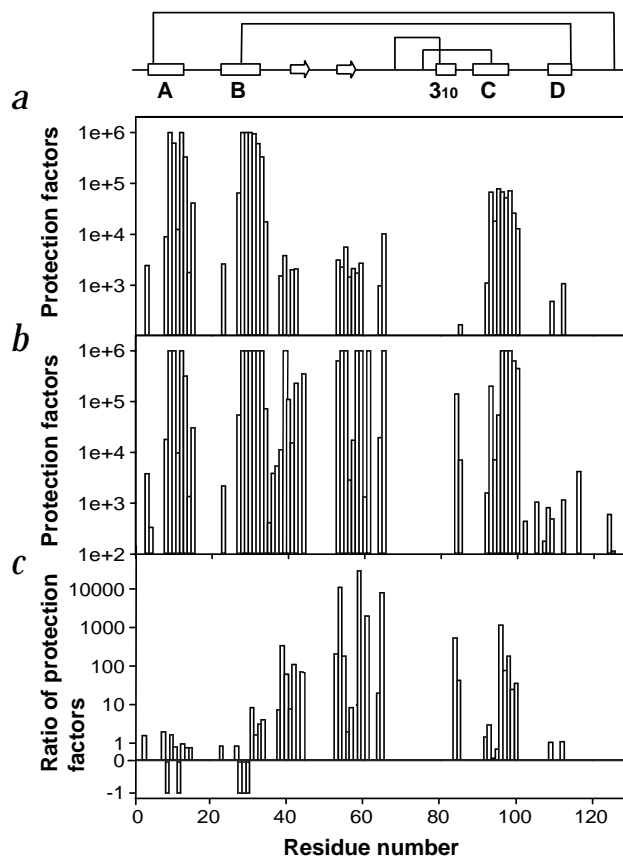 A B 310 C D
a
Protection factors
1e+6
1e+5
1e+4
1e+3
b
Protection factors
1e+6
1e+5
1e+4
1e+3
1e+2
c
Ratio of protection
factors
10000
1000
100
10
1
0
-1
0 20 40 60 80 100 120
Residue number